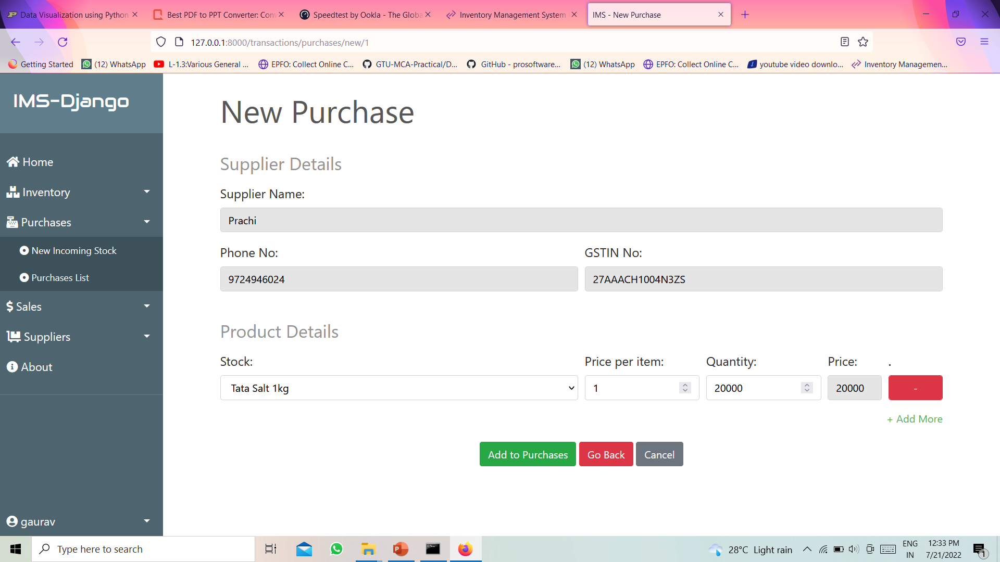 Data Visualization using Python
Best PDF to PPT Converter: Con
Speedtest by Ookla - The Globa
Inventory Management System
IMS - New Purchase
127.0.0.1:8000/transactions/purchases/new/1
Getting Started
(12) WhatsApp
L-1.3:Various General ...
EPFO: Collect Online C...
GTU-MCA-Practical/D...
GitHub - prosoftware...
(12) WhatsApp
EPFO: Collect Online C...
youtube video downlo...
Inventory Managemen...
IMS-Django
Home
Inventory
Purchases
New Incoming Stock
Purchases List
Sales
Suppliers
About
gaurav
New Purchase
Supplier Details
Supplier Name:
Prachi
Phone No:
GSTIN No:
9724946024
27AAACH1004N3ZS
Product Details
Stock:
Price per item:
Quantity:
Price:
.
Tata Salt 1kg
1
20000
20000
-
+ Add More
Add to Purchases
Go Back
Cancel
Type here to search
28°C Light rain
ENG
IN
12:33 PM
7/21/2022
1